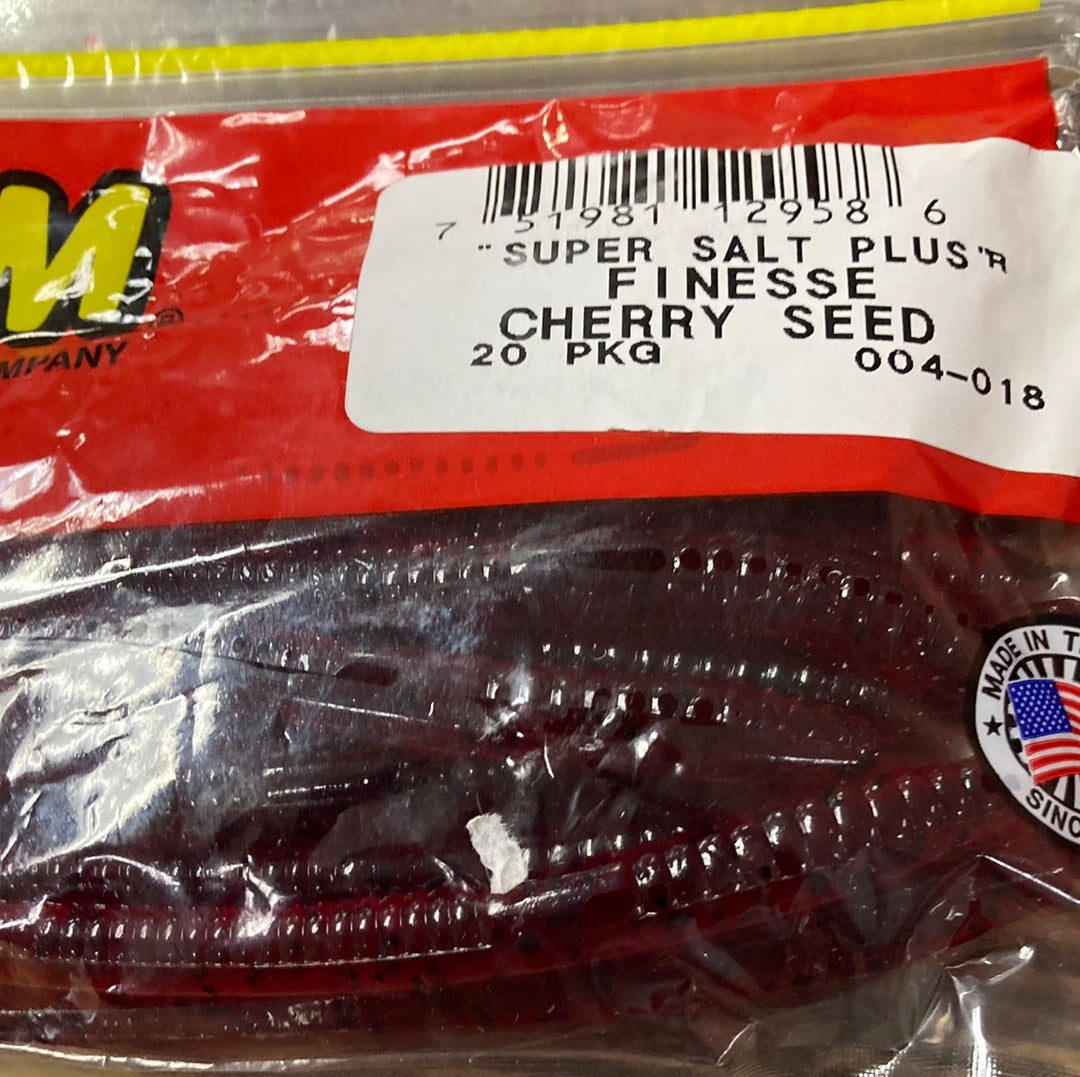 M
®
MPANY
7 51981 12958 6
"SUPER SALT PLUS"R
FINESSE
CHERRY SEED
20 PKG 004-018
MADE IN T
SINC